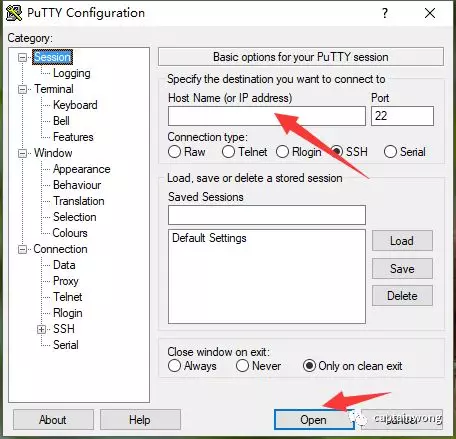 PuTTY Configuration
Category:
Session
Logging
Terminal
Keyboard
Bell
Features
Window
Appearance
Behaviour
Translation
Selection
Colours
Connection
Data
Proxy
Telnet
Rlogin
SSH
Serial
Basic options for your PuTTY session
Specify the destination you want to connect to
Host Name (or IP address)
Port
22
Connection type:
Raw
Telnet
Rlogin
SSH
Serial
Load, save or delete a stored session
Saved Sessions
Default Settings
Load
Save
Delete
Close window on exit:
Always
Never
Only on clean exit
About
Help
Open
captainwong